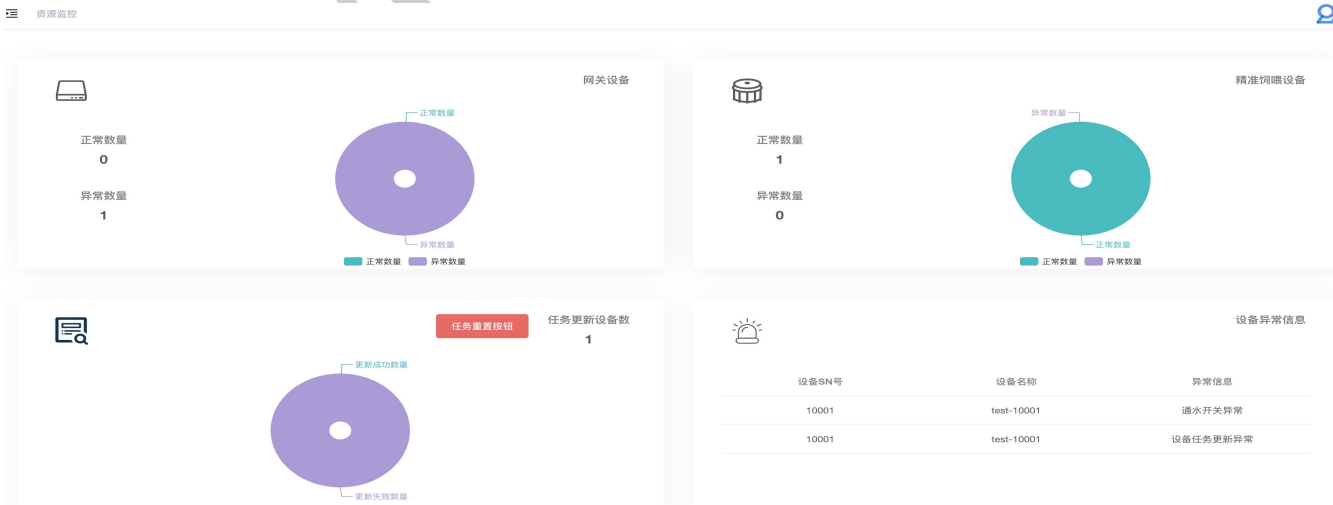 资源监控
网关设备
正常数量
0
异常数量
1
正常数量
异常数量
正常数量 异常数量
精准饲喂设备
正常数量
1
异常数量
0
异常数量
正常数量
正常数量 异常数量
任务重置按钮
任务更新设备数
1
更新成功数量
更新失败数量
设备异常信息
设备SN号 设备名称 异常信息
10001 test-10001 通水开关异常
10001 test-10001 设备任务更新异常